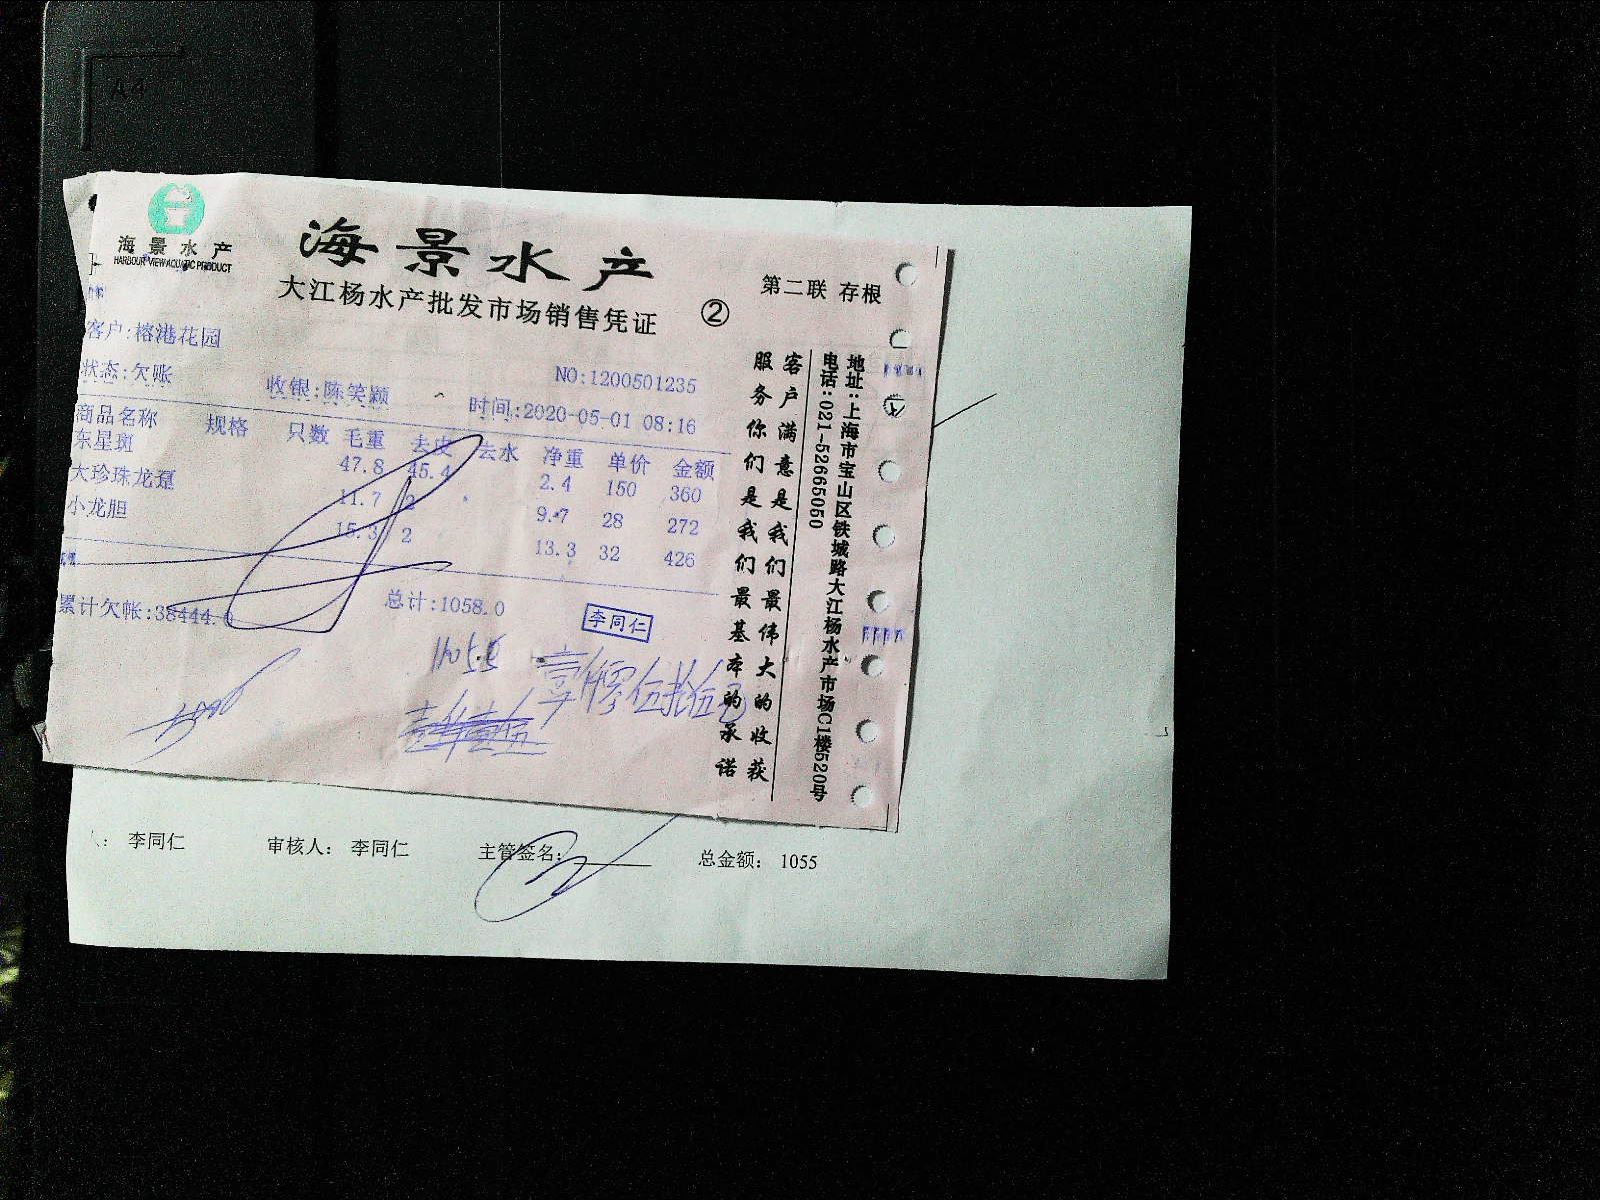 A4
海景水产
HARBOUR VIEW AQUATIC PRODUCT
海景水产
大江杨水产批发市场销售凭证
②
第二联 存根
客户:榕港花园
状态:欠账
收银:陈笑颖
NO:1200501235
时间:2020-05-01 08:16
商品名称 规格 只数 毛重 去皮 去水 净重 单价 金额
东星斑 47.8 45.4 2.4 150 360
大珍珠龙趸 11.7 2 9.7 28 272
小龙胆 15.3 2 13.3 32 426
累计欠帐:38444.0
总计:1058.0
李同仁
壹仟零伍拾伍元
客户满意是我们最伟大的收获
服务你们是我们最基本的承诺
地址:上海市宝山区铁城路大江杨水产市场C1楼520号
电话:021-52665050
李同仁
审核人: 李同仁
主管签名:
总金额: 1055